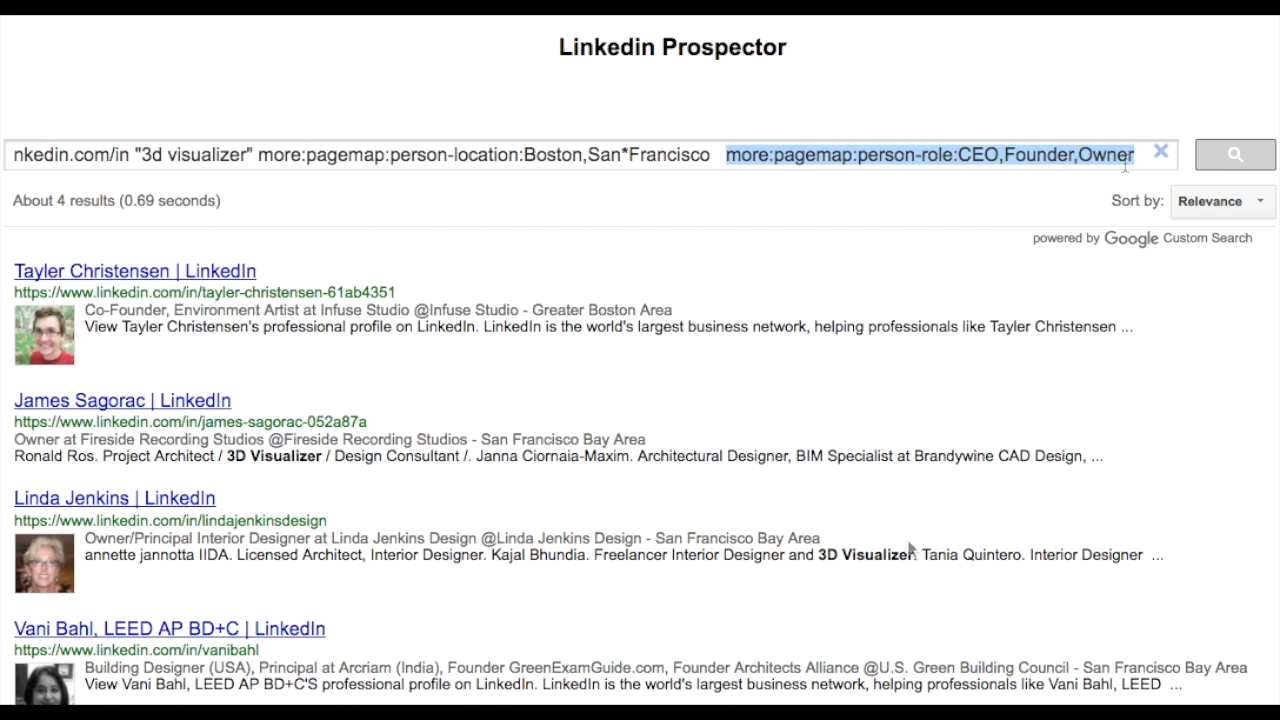 Linkedin Prospector
nkedin.com/in "3d visualizer" more:pagemap:person-location:Boston,San*Francisco more:pagemap:person-role:CEO,Founder,Owner
About 4 results (0.69 seconds)
Sort by: Relevance
powered by Google Custom Search
Tayler Christensen | LinkedIn
https://www.linkedin.com/in/tayler-christensen-61ab4351
Co-Founder, Environment Artist at Infuse Studio @Infuse Studio - Greater Boston Area
View Tayler Christensen's professional profile on LinkedIn. LinkedIn is the world's largest business network, helping professionals like Tayler Christensen ...
James Sagorac | LinkedIn
https://www.linkedin.com/in/james-sagorac-052a87a
Owner at Fireside Recording Studios @Fireside Recording Studios - San Francisco Bay Area
Ronald Ros. Project Architect / 3D Visualizer / Design Consultant /. Janna Ciornaia-Maxim. Architectural Designer, BIM Specialist at Brandywine CAD Design, ...
Linda Jenkins | LinkedIn
https://www.linkedin.com/in/lindajenkinsdesign
Owner/Principal Interior Designer at Linda Jenkins Design @Linda Jenkins Design - San Francisco Bay Area
annette jannotta IIDA. Licensed Architect, Interior Designer. Kajal Bhundia. Freelancer Interior Designer and 3D Visualizer. Tania Quintero. Interior Designer ...
Vani Bahl, LEED AP BD+C | LinkedIn
https://www.linkedin.com/in/vanibahl
Building Designer (USA), Principal at Arcriam (India), Founder GreenExamGuide.com, Founder Architects Alliance @U.S. Green Building Council - San Francisco Bay Area
View Vani Bahl, LEED AP BD+C'S professional profile on LinkedIn. LinkedIn is the world's largest business network, helping professionals like Vani Bahl, LEED ...